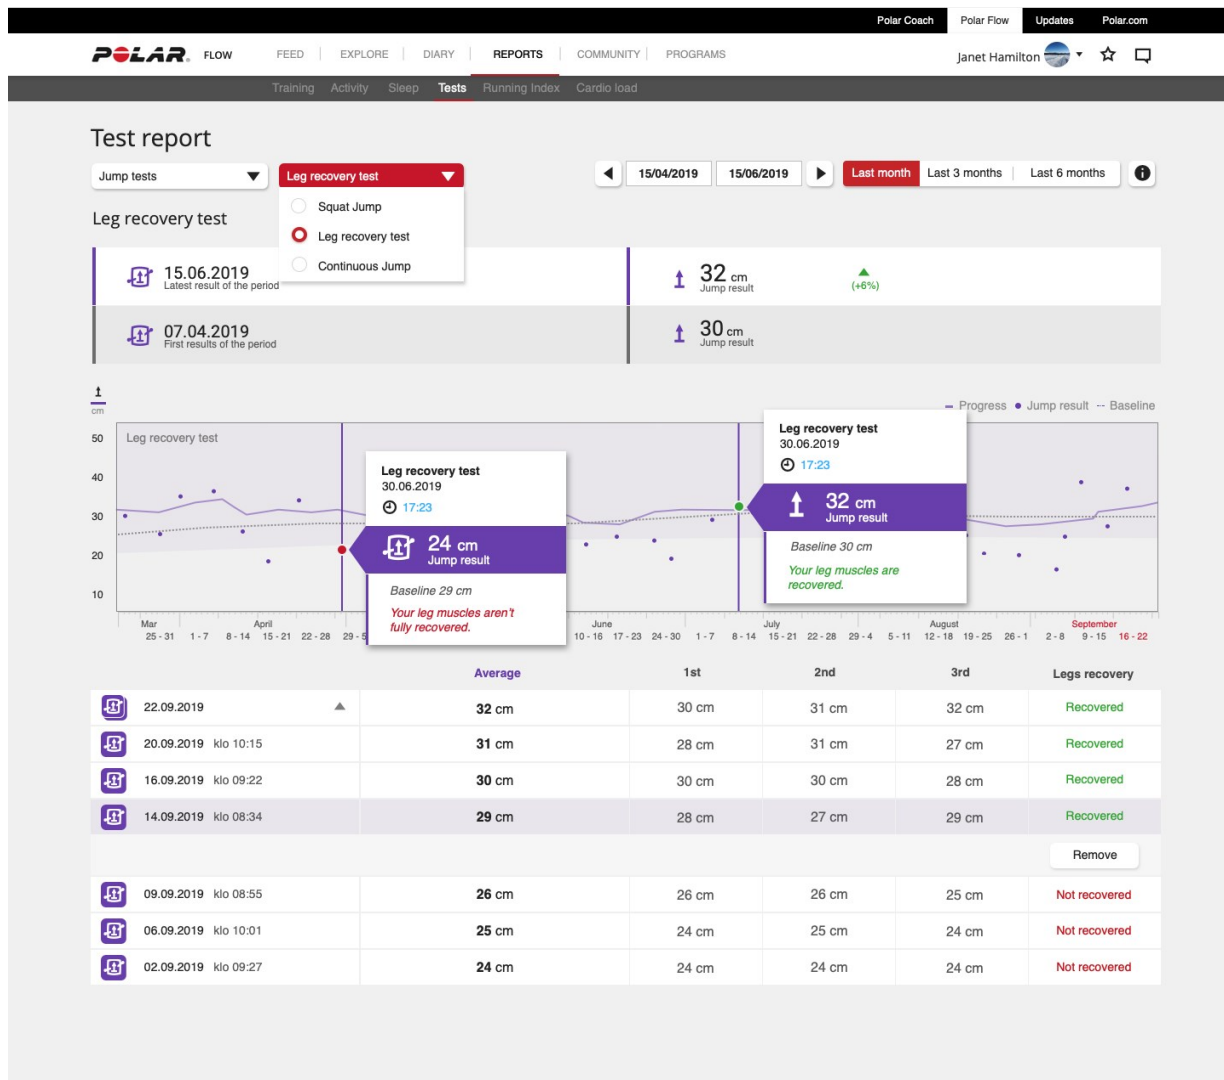 Polar Coach Polar Flow Updates Polar.com
POLAR. FLOW FEED EXPLORE DIARY REPORTS COMMUNITY PROGRAMS Janet Hamilton
Training Activity Sleep Tests Running Index Cardio load
Test report
Jump tests Leg recovery test 15/04/2019 15/06/2019 Last month Last 3 months Last 6 months i
Squat Jump
Leg recovery test
Continuous Jump
Leg recovery test
15.06.2019 32 cm
Latest result of the period Jump result (+6%)
07.04.2019 30 cm
First results of the period Jump result
cm
Progress Jump result Baseline
Leg recovery test
50
40
30
20
10
Leg recovery test
30.06.2019
17:23
24 cm
Jump result
Baseline 29 cm
Your leg muscles aren't
fully recovered.
Leg recovery test
30.06.2019
17:23
32 cm
Jump result
Baseline 30 cm
Your leg muscles are
recovered.
Mar April June July August September
25 - 31 1 - 7 8 - 14 15 - 21 22 - 28 29 - 5 10 - 16 17 - 23 24 - 30 1 - 7 8 - 14 15 - 21 22 - 28 29 - 4 5 - 11 12 - 18 19 - 25 26 - 1 2 - 8 9 - 15 16 - 22
Average 1st 2nd 3rd Legs recovery
22.09.2019 32 cm 30 cm 31 cm 32 cm Recovered
20.09.2019 klo 10:15 31 cm 28 cm 31 cm 27 cm Recovered
16.09.2019 klo 09:22 30 cm 30 cm 30 cm 28 cm Recovered
14.09.2019 klo 08:34 29 cm 28 cm 27 cm 29 cm Recovered
Remove
09.09.2019 klo 08:55 26 cm 26 cm 26 cm 25 cm Not recovered
06.09.2019 klo 10:01 25 cm 24 cm 25 cm 24 cm Not recovered
02.09.2019 klo 09:27 24 cm 24 cm 24 cm 24 cm Not recovered